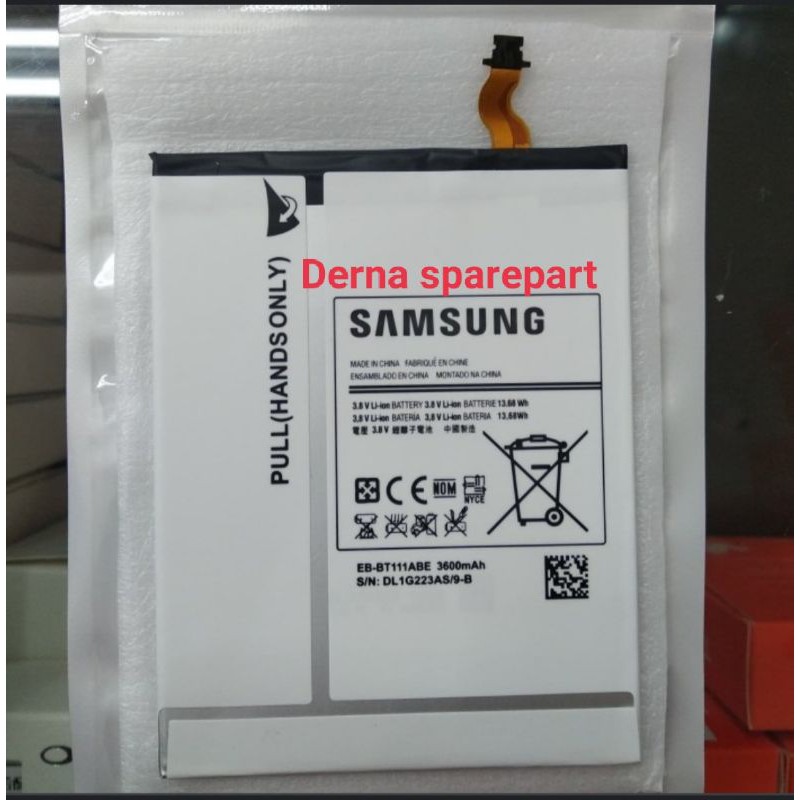 Derna sparepart
PULL(HANDS ONLY)
SAMSUNG
MADE IN CHINA FABRIQUÉ EN CHINE
ENSAMBLADO EN CHINA MONTADO NA CHINA
3.8 V Li-ion BATTERY 3.8 V Li-ion BATTERIE 13.68 Wh
3,8 V Li-ion BATERÍA 3,8 V Li-ion BATERIA 13,68Wh
電壓 3.8 V 鋰離子電池 中國製造
CE NOM NYCE
EB-BT111ABE 3600mAh
S/N: DL1G223AS/9-B